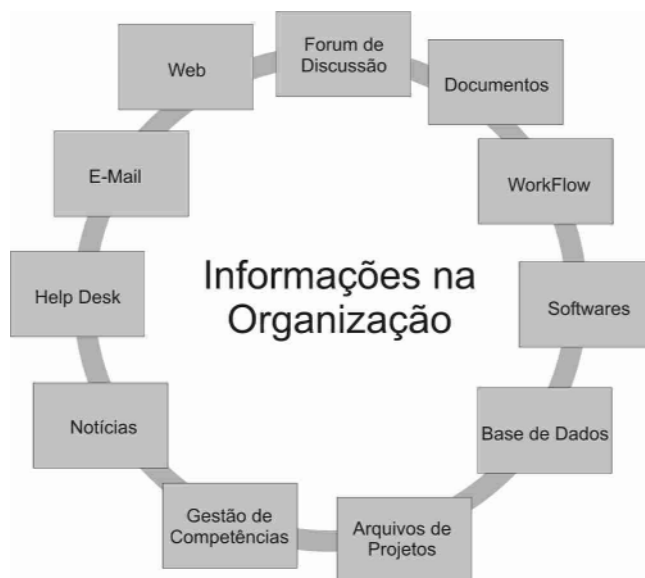 Forum de
Discussão
Web
Documentos
E-Mail
WorkFlow
Informações na
Organização
Help Desk
Softwares
Notícias
Base de Dados
Gestão de
Competências
Arquivos de
Projetos